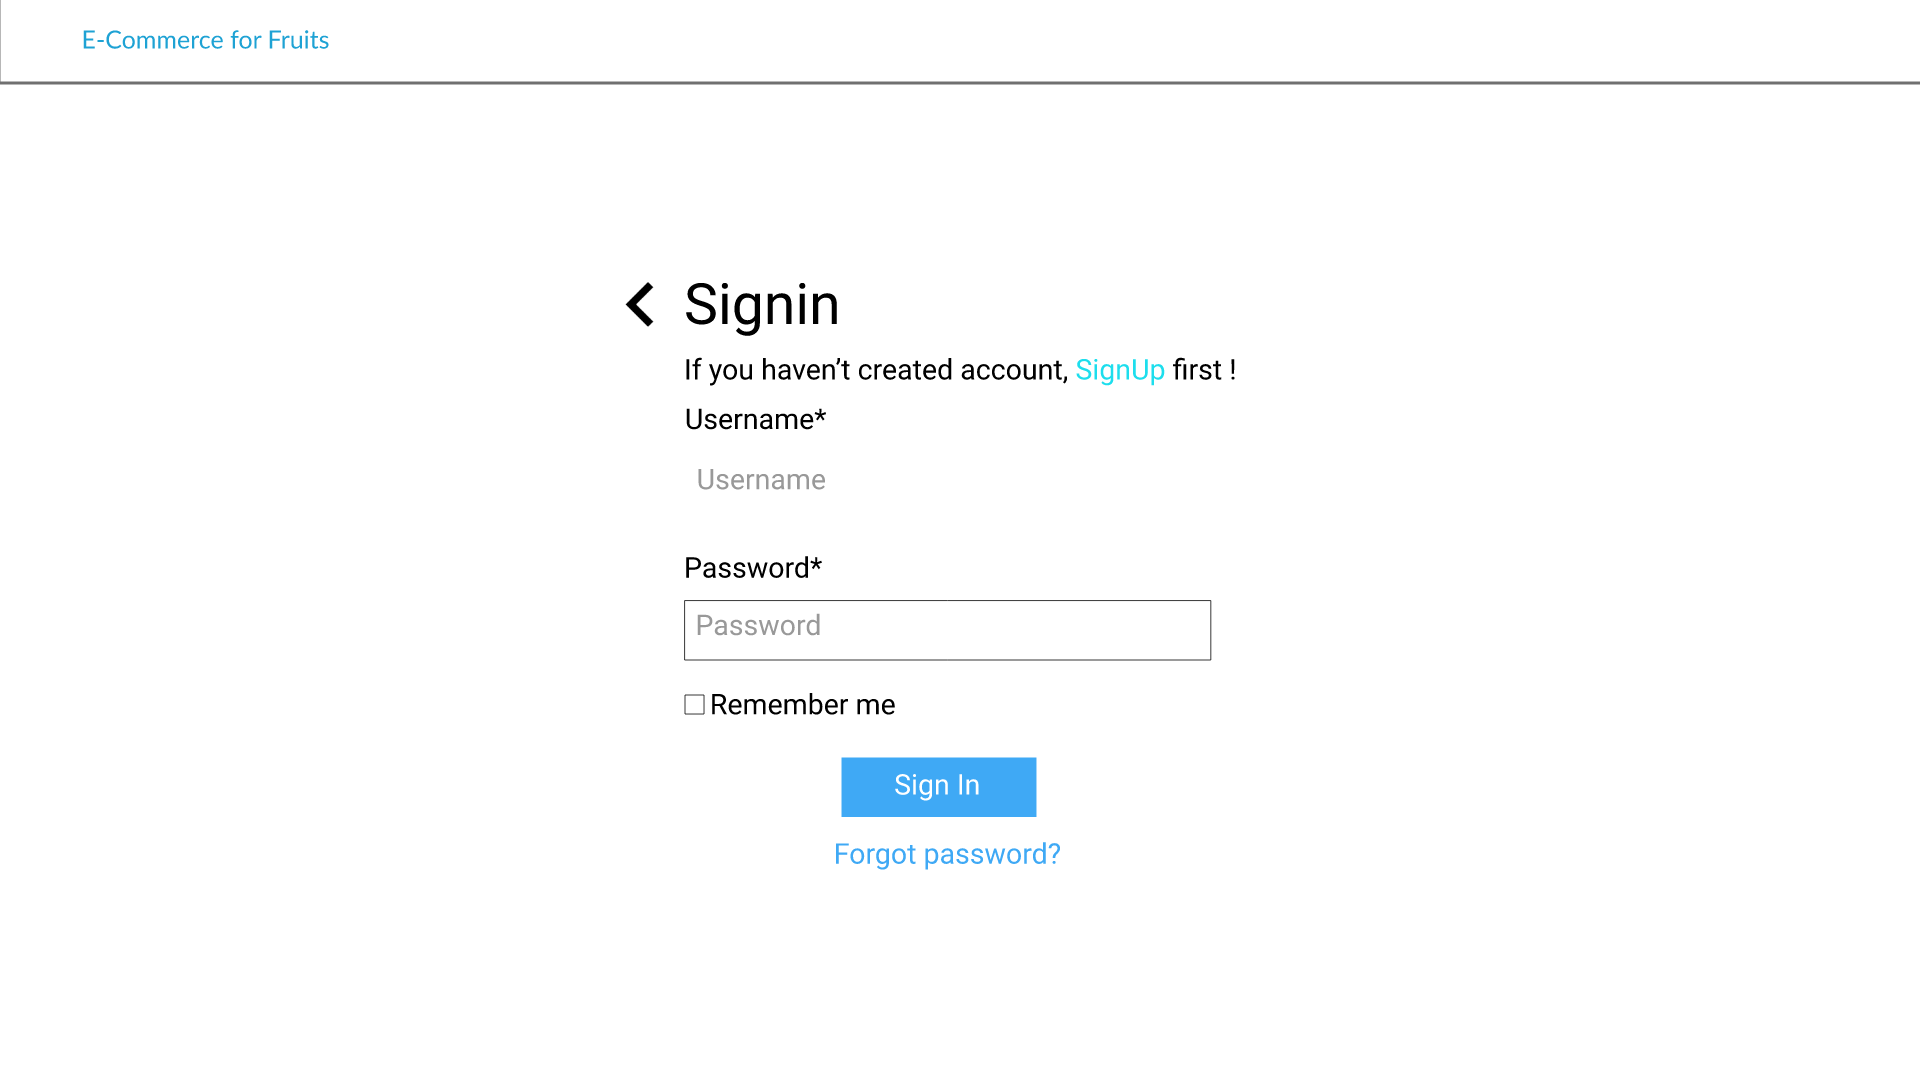 E-Commerce for Fruits
Signin
If you haven’t created account, SignUp first !
Username*
Username
Password*
Password
Remember me
Sign In
Forgot password?